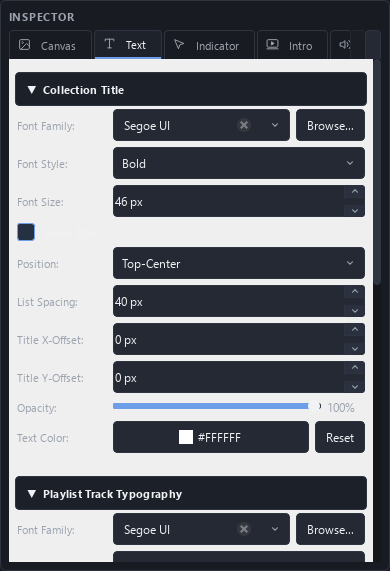 INSPECTOR
Canvas Text Indicator Intro
▼ Collection Title
Font Family: Segoe UI Browse...
Font Style: Bold
Font Size: 46 px
Position: Top-Center
List Spacing: 40 px
Title X-Offset: 0 px
Title Y-Offset: 0 px
Opacity: 100%
Text Color: #FFFFFF Reset
▼ Playlist Track Typography
Font Family: Segoe UI Browse...